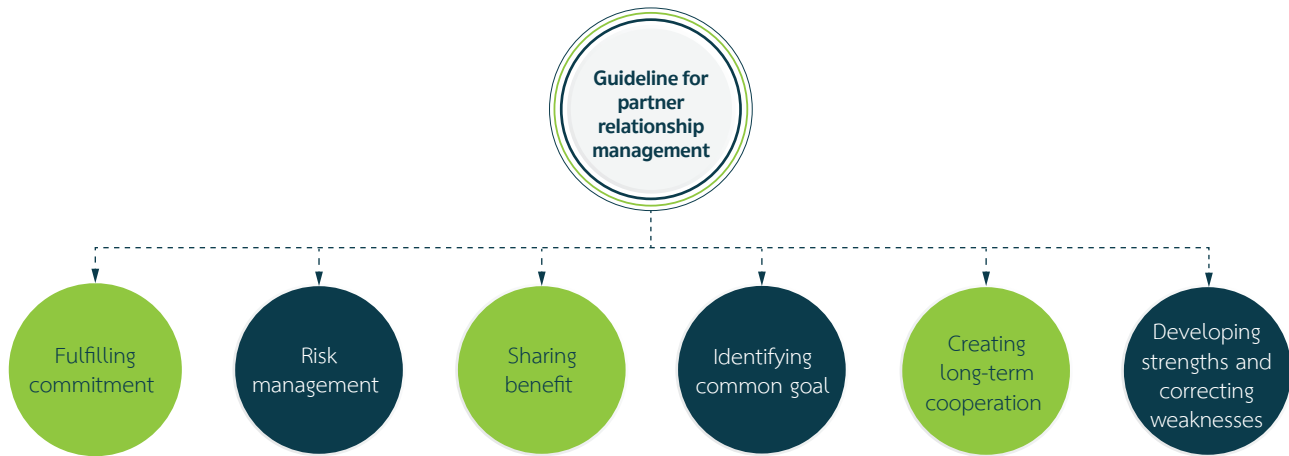 Guideline for
partner
relationship
management
Fulfilling
commitment
Risk
management
Sharing
benefit
Identifying
common goal
Creating
long-term
cooperation
Developing
strengths and
correcting
weaknesses